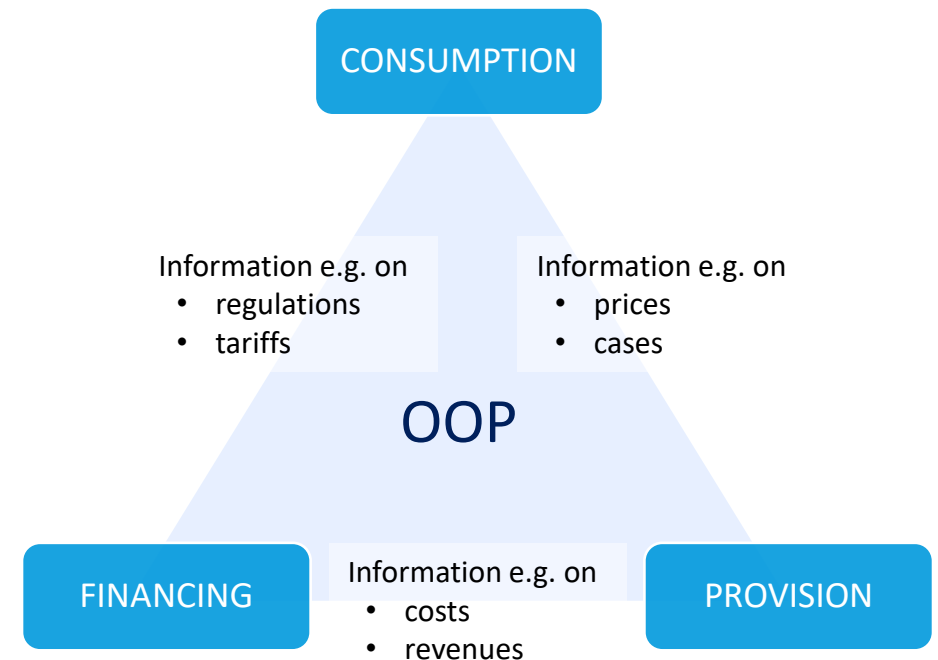 CONSUMPTION
Information e.g. on
• regulations
• tariffs
Information e.g. on
• prices
• cases
OOP
FINANCING
Information e.g. on
• costs
• revenues
PROVISION